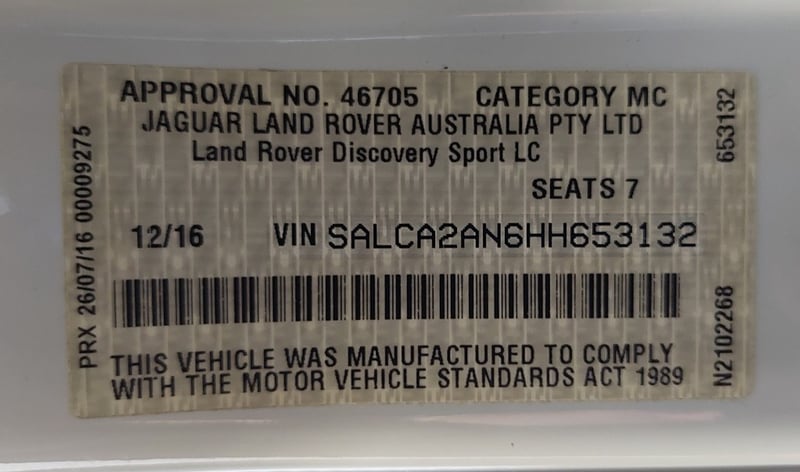 APPROVAL NO. 46705 CATEGORY MC
JAGUAR LAND ROVER AUSTRALIA PTY LTD
Land Rover Discovery Sport LC
SEATS 7
12/16 VIN SALCA2AN6HH653132
THIS VEHICLE WAS MANUFACTURED TO COMPLY
WITH THE MOTOR VEHICLE STANDARDS ACT 1989
PRX 26/07/16 00009275
653132
N2102268